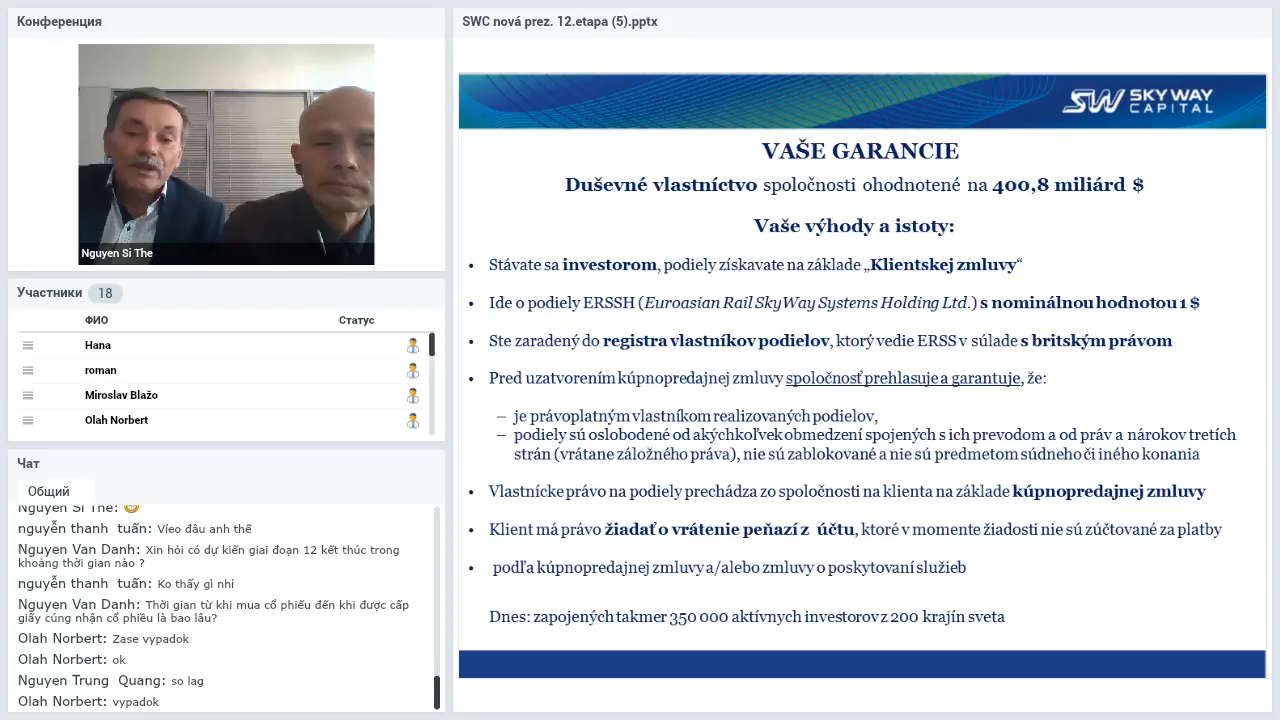 Конференция
Nguyen Si The
Участники 18
ФИО Статус
Hana
roman
Miroslav Blažo
Olah Norbert
Чат
Общий
Nguyen Si The:
nguyễn thanh tuấn: Víeo đâu anh thế
Nguyen Van Danh: Xin hỏi có dự kiến giai đoạn 12 kết thúc trong
khoảng thời gian nào ?
nguyễn thanh tuấn: Ko thấy gì nhỉ
Nguyen Van Danh: Thời gian từ khi mua cổ phiếu đến khi được cấp
giấy cúng nhận cổ phiều là bao lâu?
Olah Norbert: Zase vypadok
Olah Norbert: ok
Nguyen Trung Quang: so lag
Olah Norbert: vypadok
SWC nová prez. 12.etapa (5).pptx
SW SKY WAY
CAPITAL
VAŠE GARANCIE
Duševné vlastníctvo spoločnosti ohodnotené na 400,8 miliárd $
Vaše výhody a istoty:
• Stávate sa investorom, podiely získavate na základe „Klientskej zmluvy“
• Ide o podiely ERSSH (Euroasian Rail SkyWay Systems Holding Ltd.) s nominálnou hodnotou 1 $
• Ste zaradený do registra vlastníkov podielov, ktorý vedie ERSS v súlade s britským právom
• Pred uzatvorením kúpnopredajnej zmluvy spoločnosť prehlasuje a garantuje, že:
– je právoplatným vlastníkom realizovaných podielov,
– podiely sú oslobodené od akýchkoľvek obmedzení spojených s ich prevodom a od práv a nárokov tretích
strán (vrátane záložného práva), nie sú zablokované a nie sú predmetom súdneho či iného konania
• Vlastnícke právo na podiely prechádza zo spoločnosti na klienta na základe kúpnopredajnej zmluvy
• Klient má právo žiadať o vrátenie peňazí z účtu, ktoré v momente žiadosti nie sú zúčtované za platby
• podľa kúpnopredajnej zmluvy a/alebo zmluvy o poskytovaní služieb
Dnes: zapojených takmer 350 000 aktívnych investorov z 200 krajín sveta